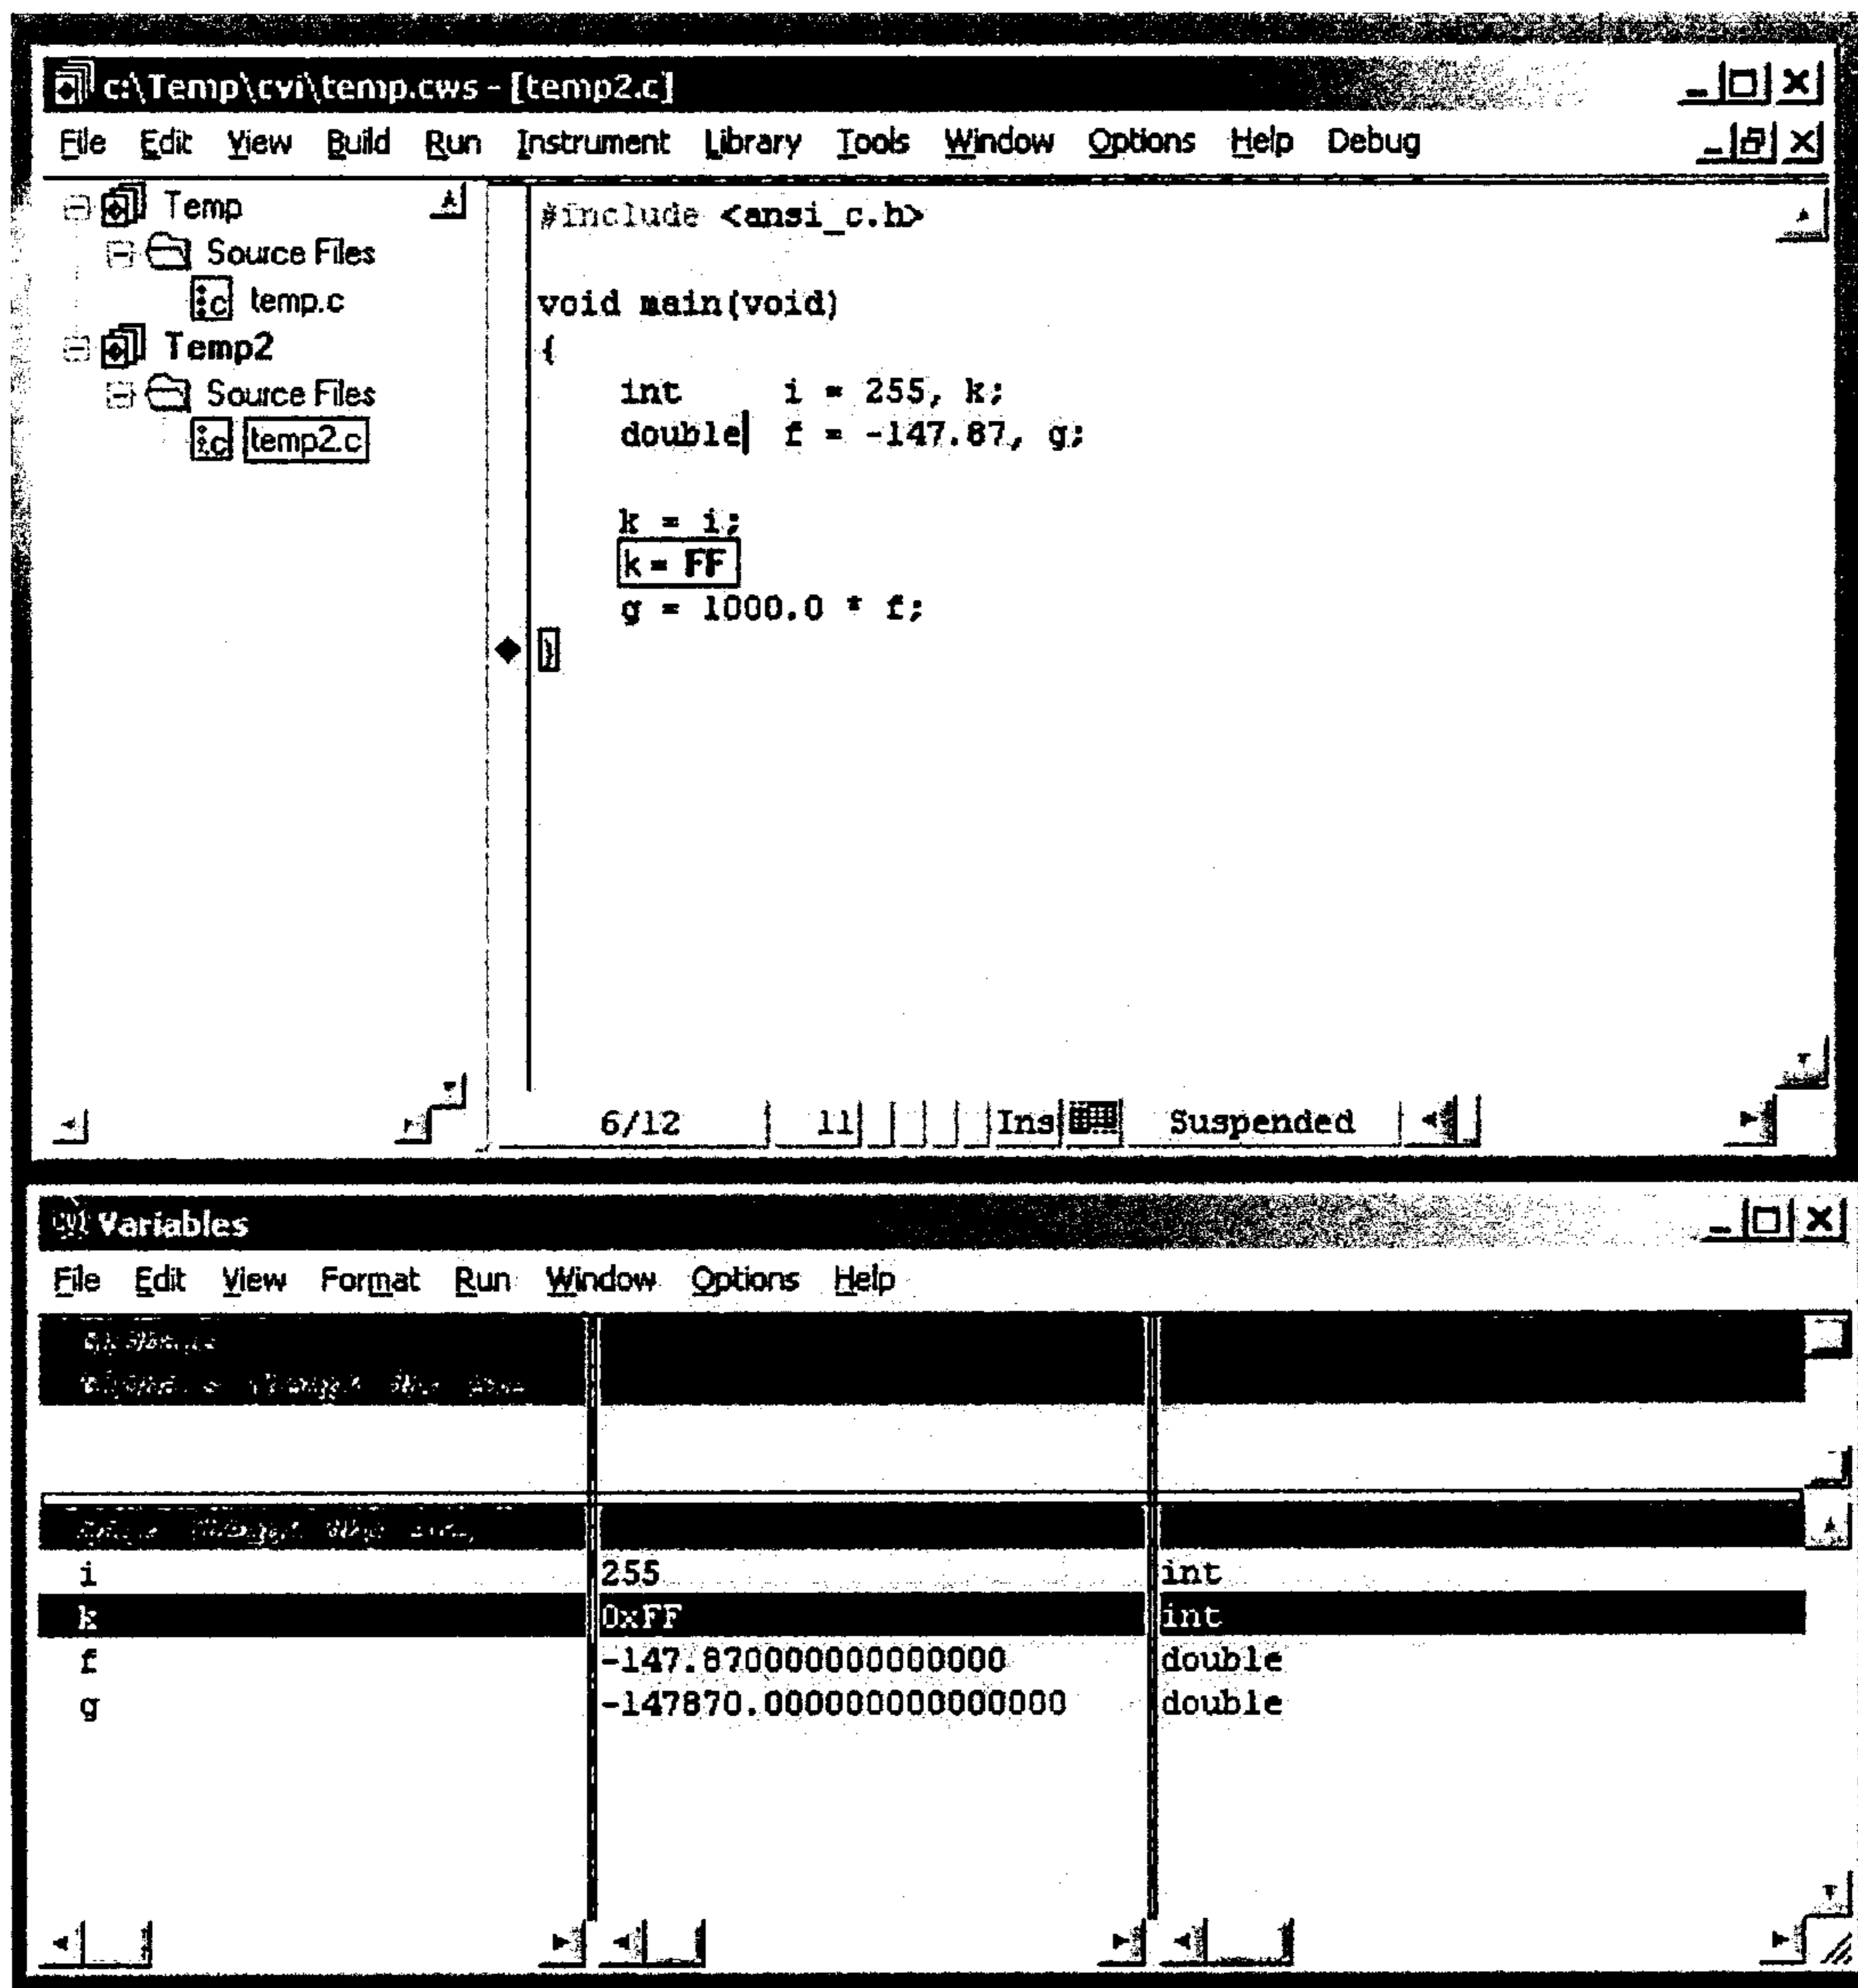 c:\Temp\cvi\temp.cws - [temp2.c]
File Edit View Build Run Instrument Library Tools Window Options Help Debug
Temp
Source Files
temp.c
Temp2
Source Files
temp2.c
#include <ansi_c.h>
void main(void)
{
int i = 255, k;
double f = -147.87, g;
k = i;
k = FF
g = 1000.0 * f;
}
6/12 11 Ins Suspended
CVI Variables
File Edit View Format Run Window Options Help
i 255 int
k 0xFF int
f -147.870000000000000 double
g -147870.000000000000000 double